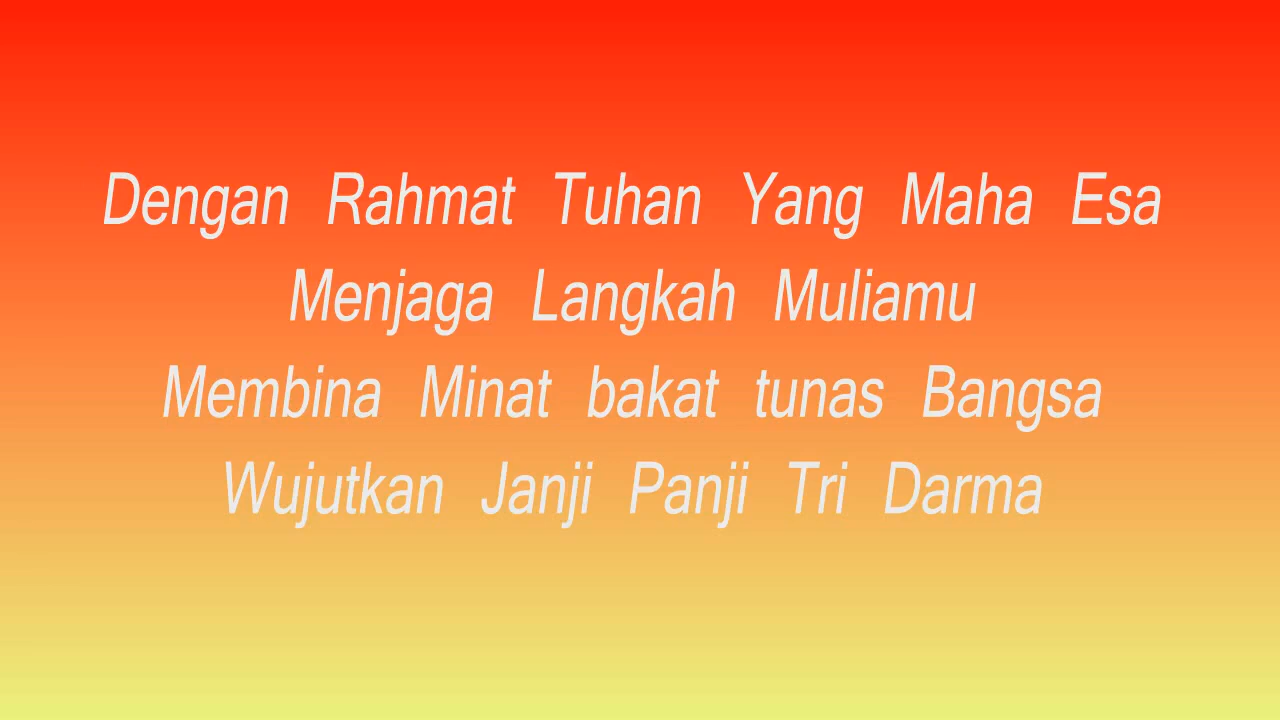 Dengan Rahmat Tuhan Yang Maha Esa
Menjaga Langkah Muliamu
Membina Minat bakat tunas Bangsa
Wujutkan Janji Panji Tri Darma